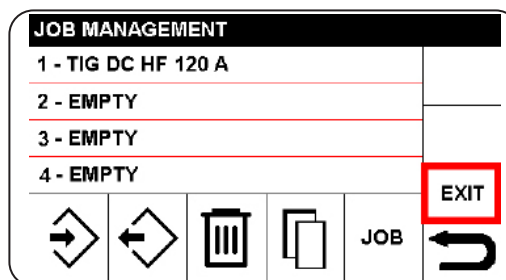 JOB MANAGEMENT
1 - TIG DC HF 120 A
2 - EMPTY
3 - EMPTY
4 - EMPTY
EXIT
JOB